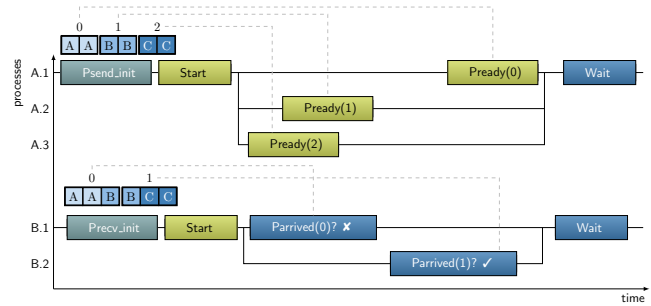 0 1 2
A A B B C C
processes
A.1 Psend_init Start Pready(0) Wait
A.2 Pready(1)
A.3 Pready(2)
0 1
A A B B C C
B.1 Precv_init Start Parrived(0)? ✘ Wait
B.2 Parrived(1)? ✓
time